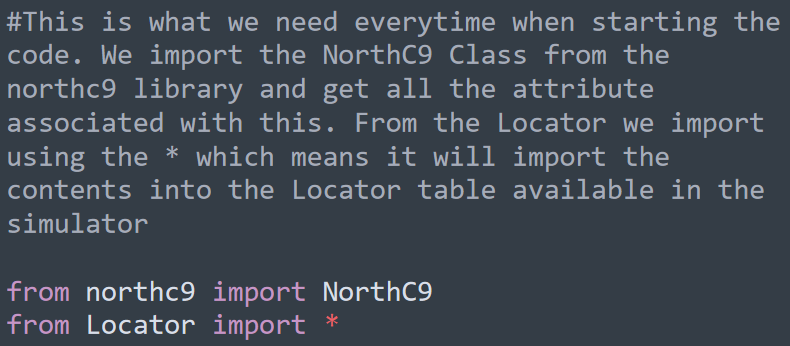 #This is what we need everytime when starting the
code. We import the NorthC9 Class from the
northc9 library and get all the attribute
associated with this. From the Locator we import
using the * which means it will import the
contents into the Locator table available in the
simulator
from northc9 import NorthC9
from Locator import *